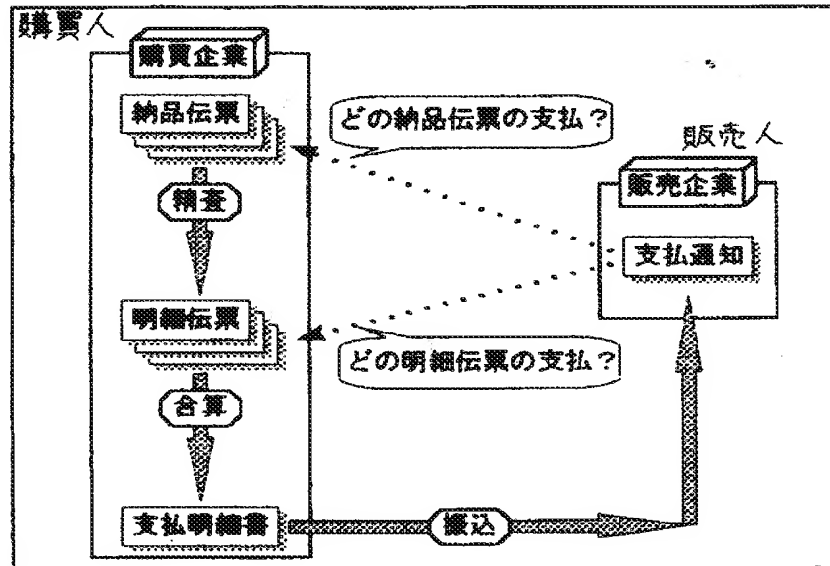 購買人
購買企業
納品伝票
どの納品伝票の支払？
販売人
販売企業
精査
支払通知
明細伝票
どの明細伝票の支払？
合算
支払明細書
振込